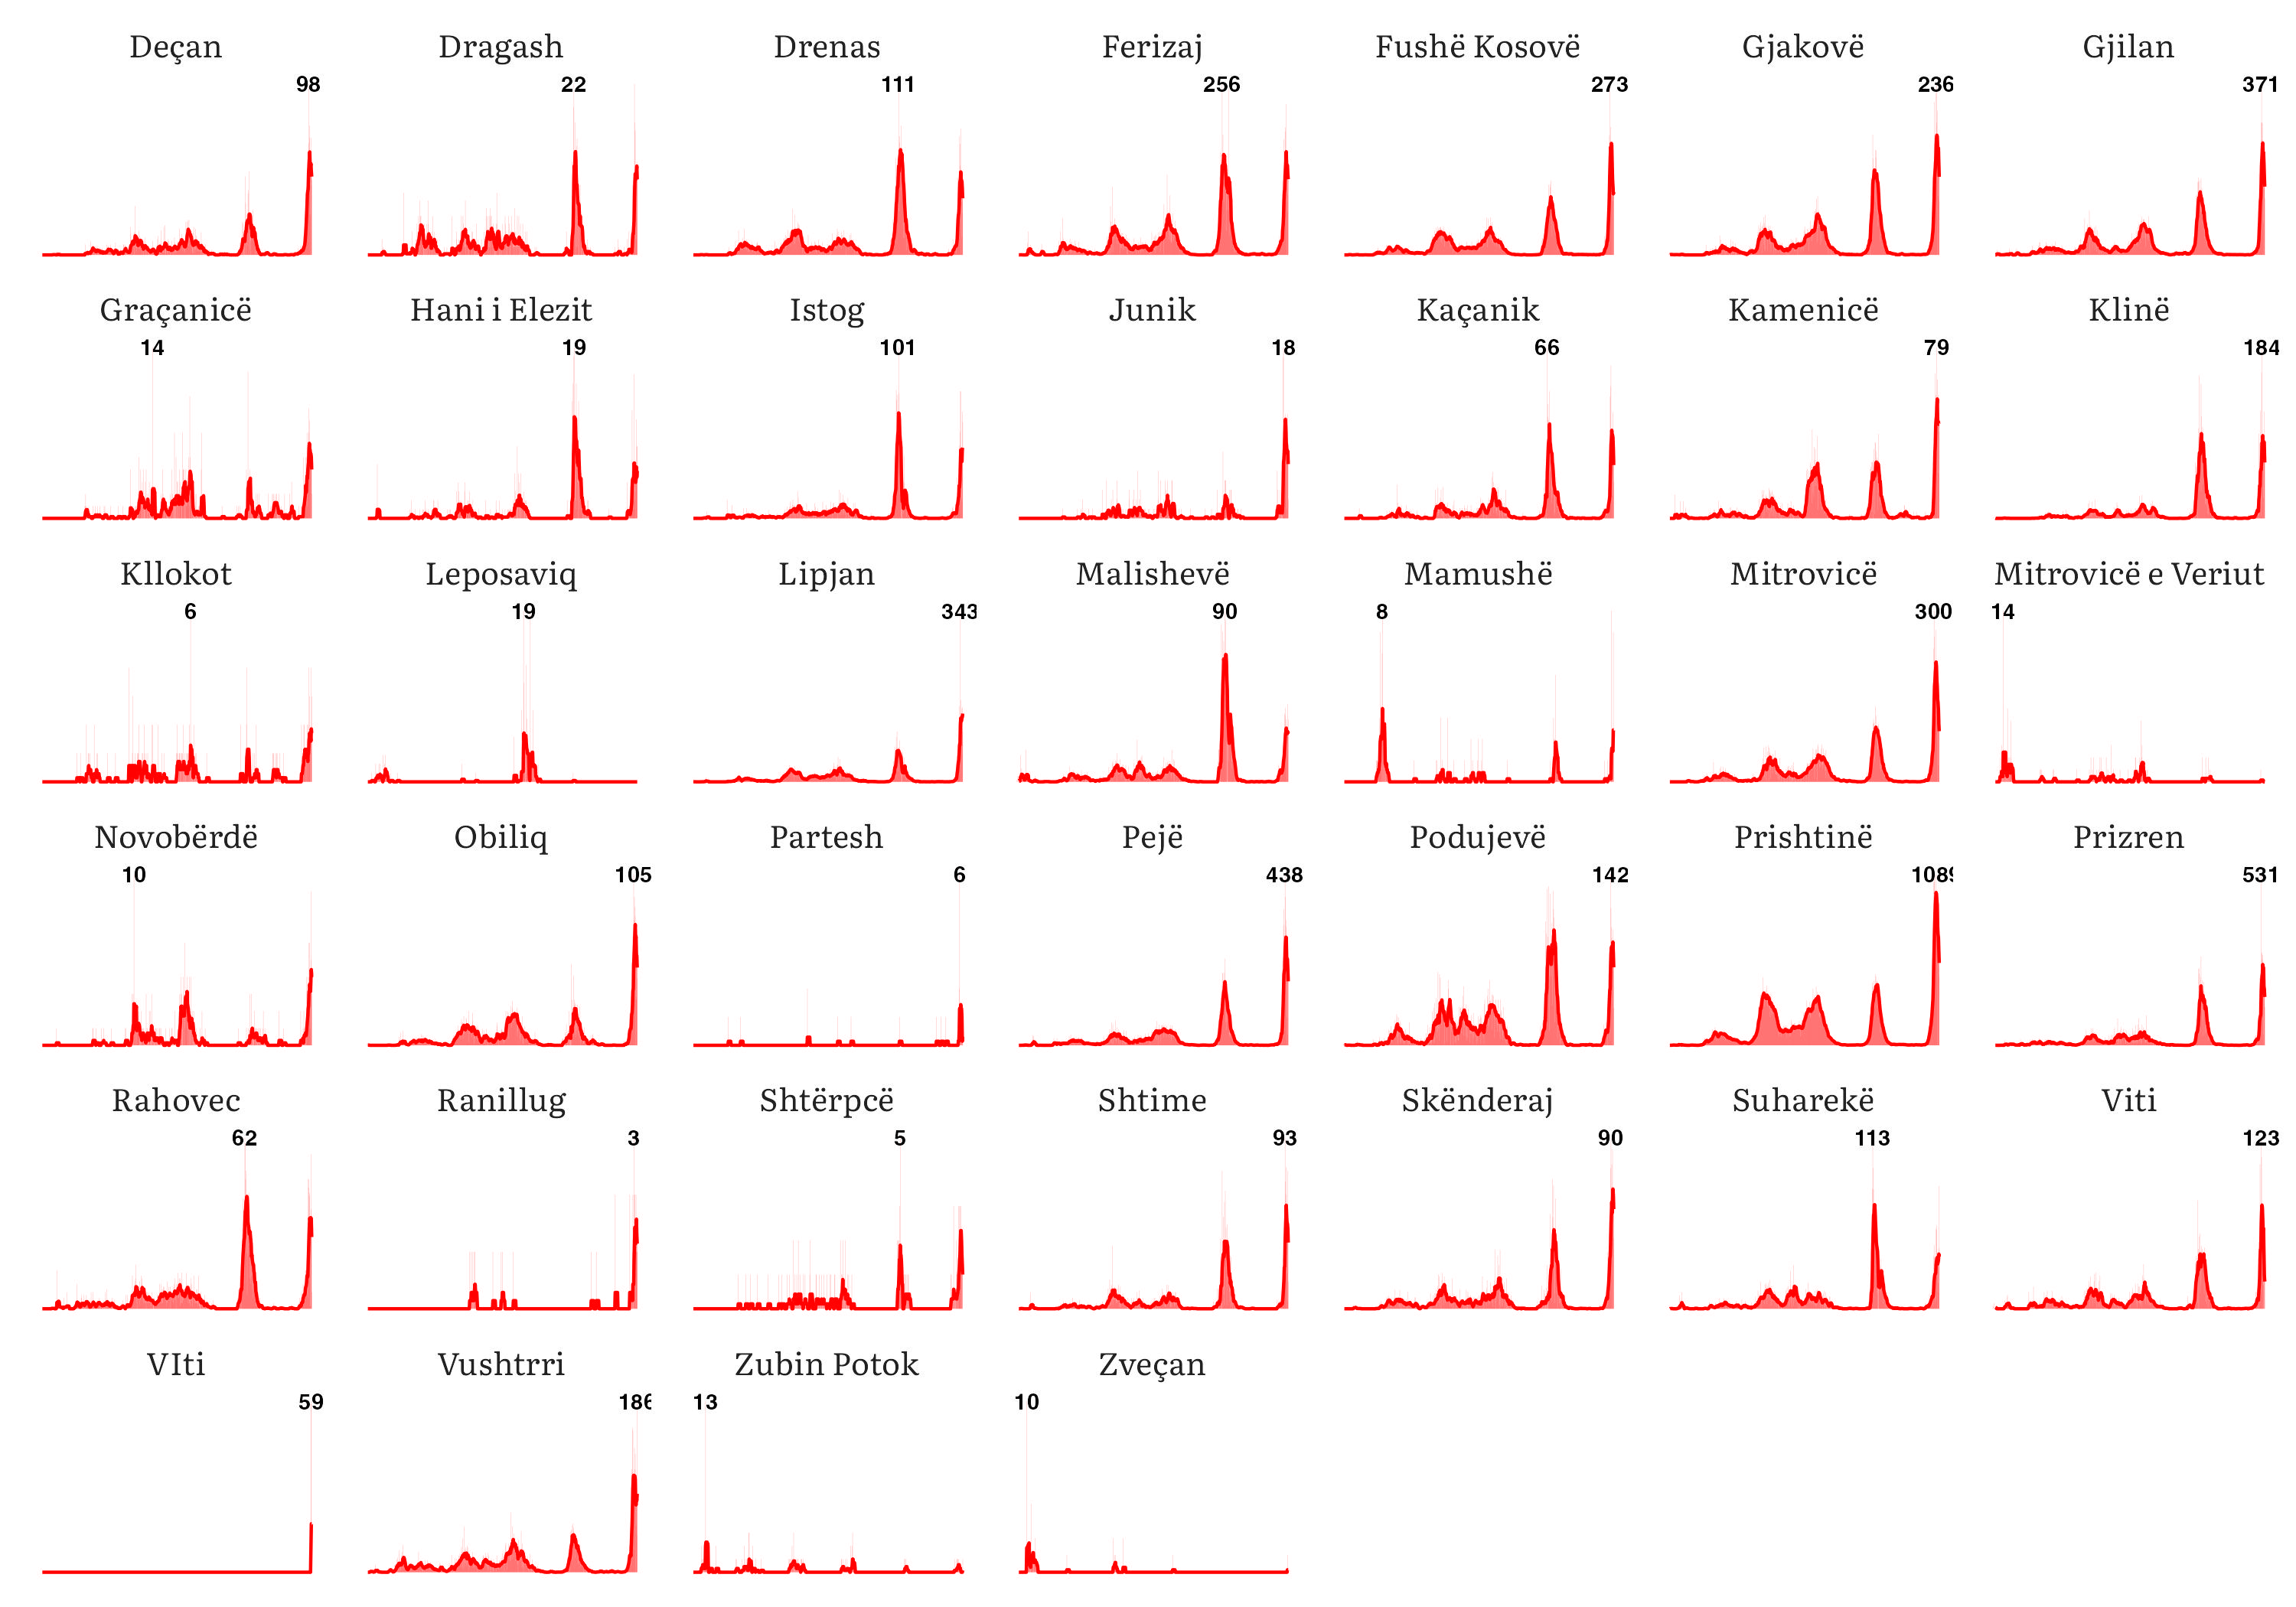 Deçan Dragash Drenas Ferizaj Fushë Kosovë Gjakovë Gjilan
98 22 111 256 273 236 371
Graçanicë Hani i Elezit Istog Junik Kaçanik Kamenicë Klinë
14 19 101 18 66 79 184
Kllokot Leposaviq Lipjan Malishevë Mamushë Mitrovicë Mitrovicë e Veriut
6 19 343 90 8 300 14
Novobërdë Obiliq Partesh Pejë Podujevë Prishtinë Prizren
10 105 6 438 142 1089 531
Rahovec Ranillug Shtërpcë Shtime Skënderaj Suharekë Viti
62 3 5 93 90 113 123
VIti Vushtrri Zubin Potok Zveçan
59 186 13 10